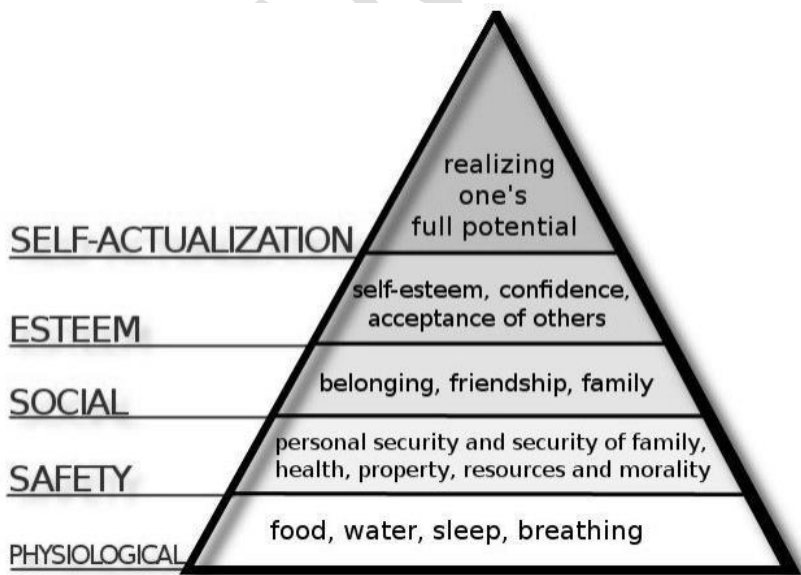 realizing
one's
full potential
SELF-ACTUALIZATION
self-esteem, confidence,
acceptance of others
ESTEEM
belonging, friendship, family
SOCIAL
personal security and security of family,
health, property, resources and morality
SAFETY
food, water, sleep, breathing
PHYSIOLOGICAL